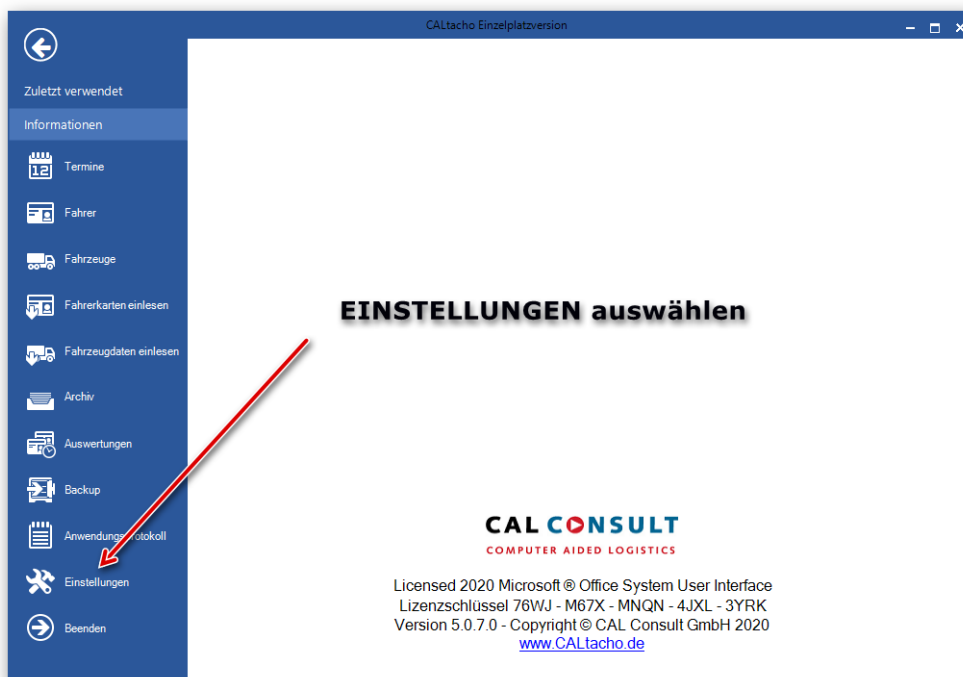 CALtacho Einzelplatzversion
Zuletzt verwendet
Informationen
12
Termine
Fahrer
Fahrzeuge
Fahrerkarten einlesen
Fahrzeugdaten einlesen
Archiv
Auswertungen
Backup
Anwendungsprotokoll
Einstellungen
Beenden
EINSTELLUNGEN auswählen
CAL CONSULT
COMPUTER AIDED LOGISTICS
Licensed 2020 Microsoft ® Office System User Interface
Lizenzschlüssel 76WJ - M67X - MNQN - 4JXL - 3YRK
Version 5.0.7.0 - Copyright © CAL Consult GmbH 2020
www.CALtacho.de